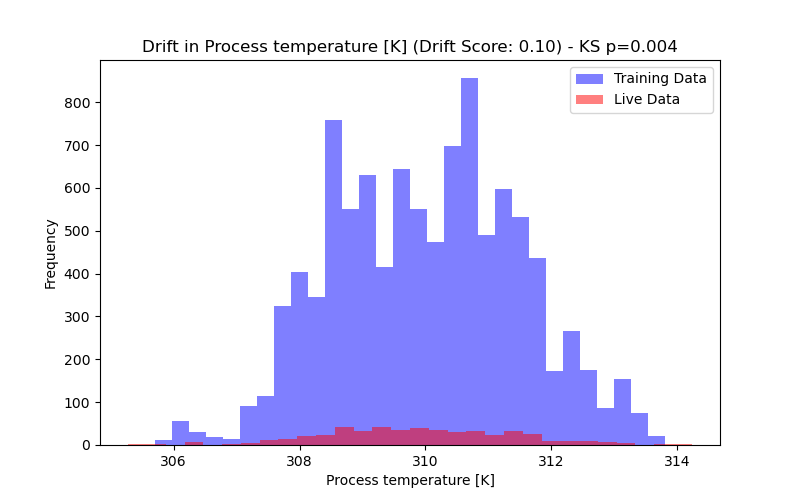 Drift in Process temperature [K] (Drift Score: 0.10) - KS p=0.004
Training Data
Live Data
Frequency
800
700
600
500
400
300
200
100
0
306 308 310 312 314
Process temperature [K]